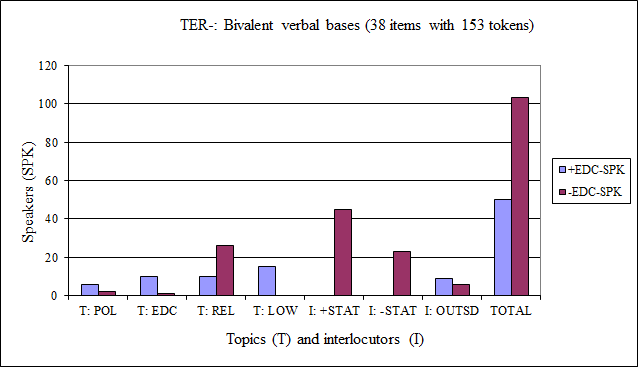 TER-: Bivalent verbal bases (38 items with 153 tokens)
120
100
80
60
40
20
0
Speakers (SPK)
T: POL T: EDC T: REL T: LOW I: +STAT I: -STAT I: OUTSD TOTAL
Topics (T) and interlocutors (I)
+EDC-SPK
-EDC-SPK